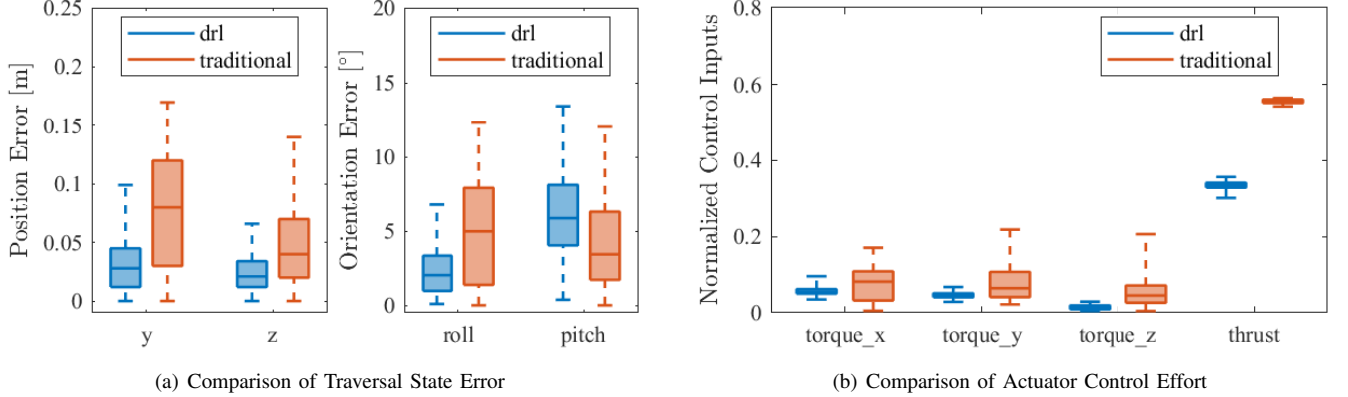 Position Error [m]
0.25
0.2
0.15
0.1
0.05
0
drl
traditional
y
z
Orientation Error [°]
20
15
10
5
0
drl
traditional
roll
pitch
(a) Comparison of Traversal State Error
Normalized Control Inputs
0.8
0.6
0.4
0.2
0
drl
traditional
torque_x
torque_y
torque_z
thrust
(b) Comparison of Actuator Control Effort